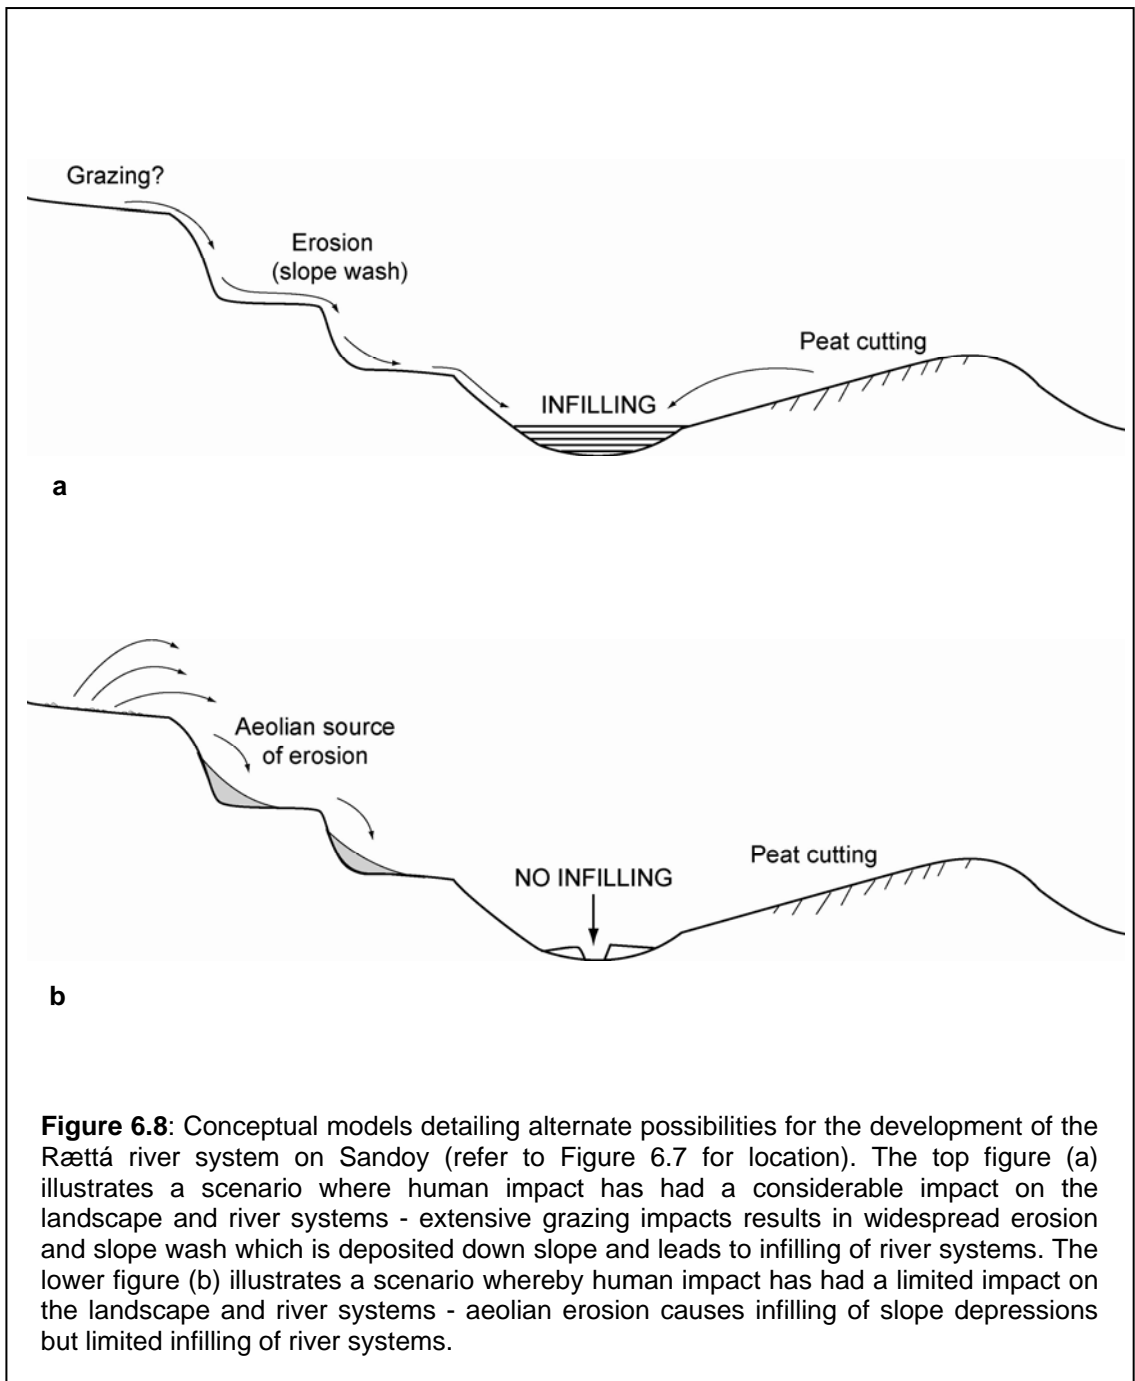 Grazing?
Erosion
(slope wash)
Peat cutting
INFILLING
a
Aeolian source
of erosion
Peat cutting
NO INFILLING
b
Figure 6.8: Conceptual models detailing alternate possibilities for the development of the
Rættá river system on Sandoy (refer to Figure 6.7 for location). The top figure (a)
illustrates a scenario where human impact has had a considerable impact on the
landscape and river systems - extensive grazing impacts results in widespread erosion
and slope wash which is deposited down slope and leads to infilling of river systems. The
lower figure (b) illustrates a scenario whereby human impact has had a limited impact on
the landscape and river systems - aeolian erosion causes infilling of slope depressions
but limited infilling of river systems.